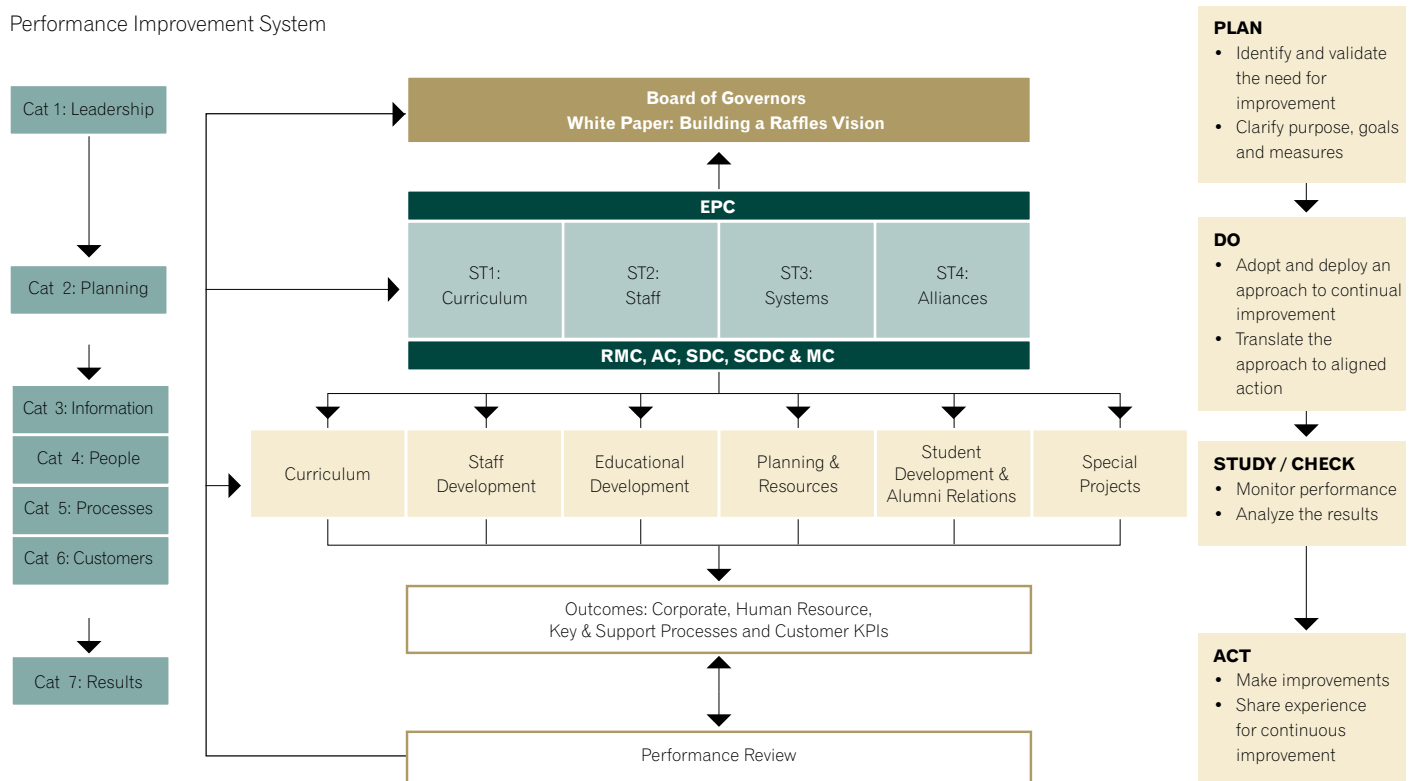 Performance Improvement System
Cat 1: Leadership
Cat 2: Planning
Cat 3: Information
Cat 4: People
Cat 5: Processes
Cat 6: Customers
Cat 7: Results
Board of Governors
White Paper: Building a Raffles Vision
EPC
ST1:
Curriculum
ST2:
Staff
ST3:
Systems
ST4:
Alliances
RMC, AC, SDC, SCDC & MC
Curriculum
Staff
Development
Educational
Development
Planning &
Resources
Student
Development &
Alumni Relations
Special
Projects
Outcomes: Corporate, Human Resource,
Key & Support Processes and Customer KPIs
Performance Review
PLAN
• Identify and validate
the need for
improvement
• Clarify purpose, goals
and measures
DO
• Adopt and deploy an
approach to continual
improvement
• Translate the
approach to aligned
action
STUDY / CHECK
• Monitor performance
• Analyze the results
ACT
• Make improvements
• Share experience
for continuous
improvement